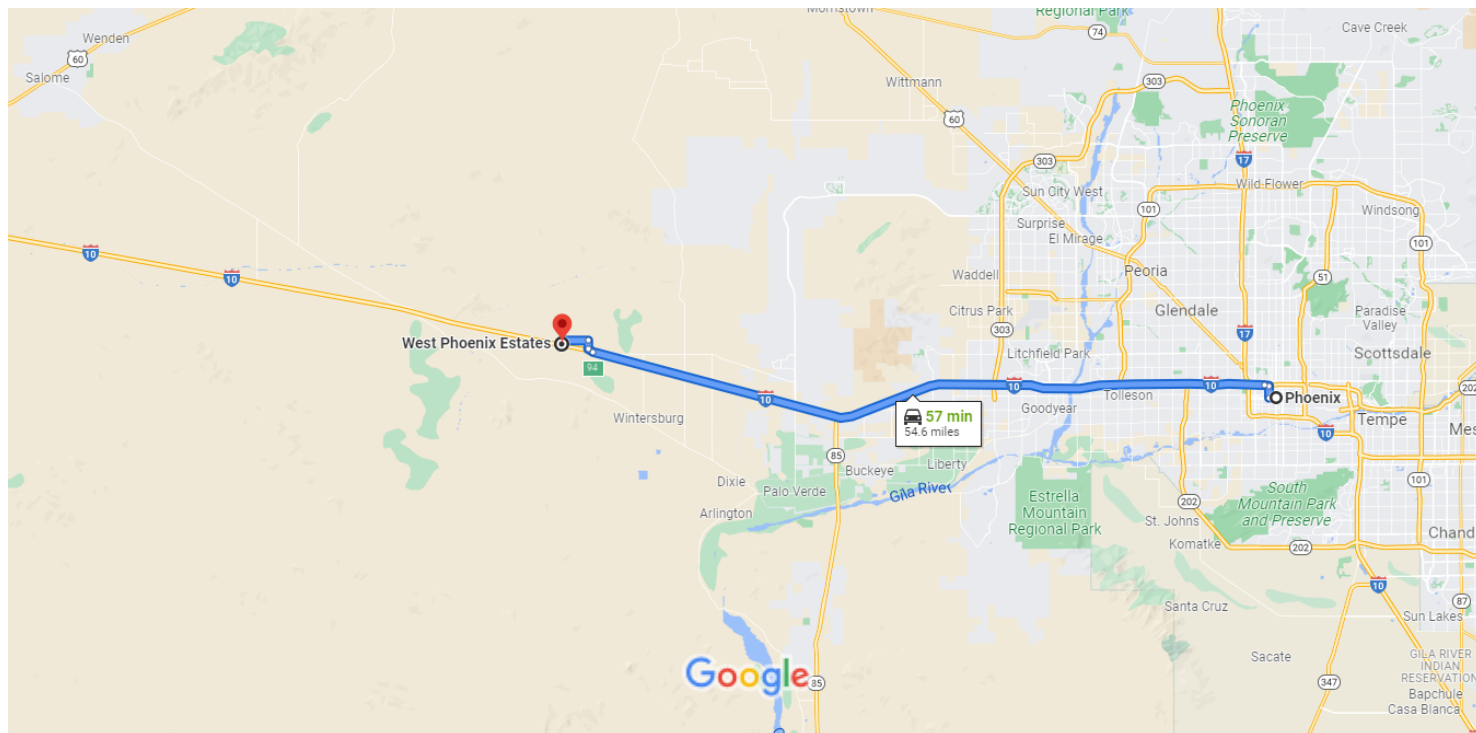 Morristown
Regional Park
Cave Creek
Wenden
74
60
Salome
Wittmann
303
Phoenix
Sonoran
Preserve
60
303
17
Sun City West
Wild Flower
101
Windsong
Surprise
El Mirage
101
10
10
Waddell
Peoria
51
Citrus Park
Glendale
Paradise
Valley
303
17
West Phoenix Estates
Litchfield Park
Scottsdale
94
10
10
202
10
Tolleson
Phoenix
57 min
54.6 miles
Goodyear
Wintersburg
Tempe
10
Mes
85
Buckeye
Liberty
Dixie
Palo Verde
Gila River
101
Estrella
Mountain
Regional Park
South
Mountain Park
and Preserve
202
Arlington
St. Johns
Chand
Komatke
202
10
87
Santa Cruz
Sun Lakes
Google
85
Sacate
GILA RIVER
INDIAN
RESERVATION
347
Bapchule
Casa Blanca